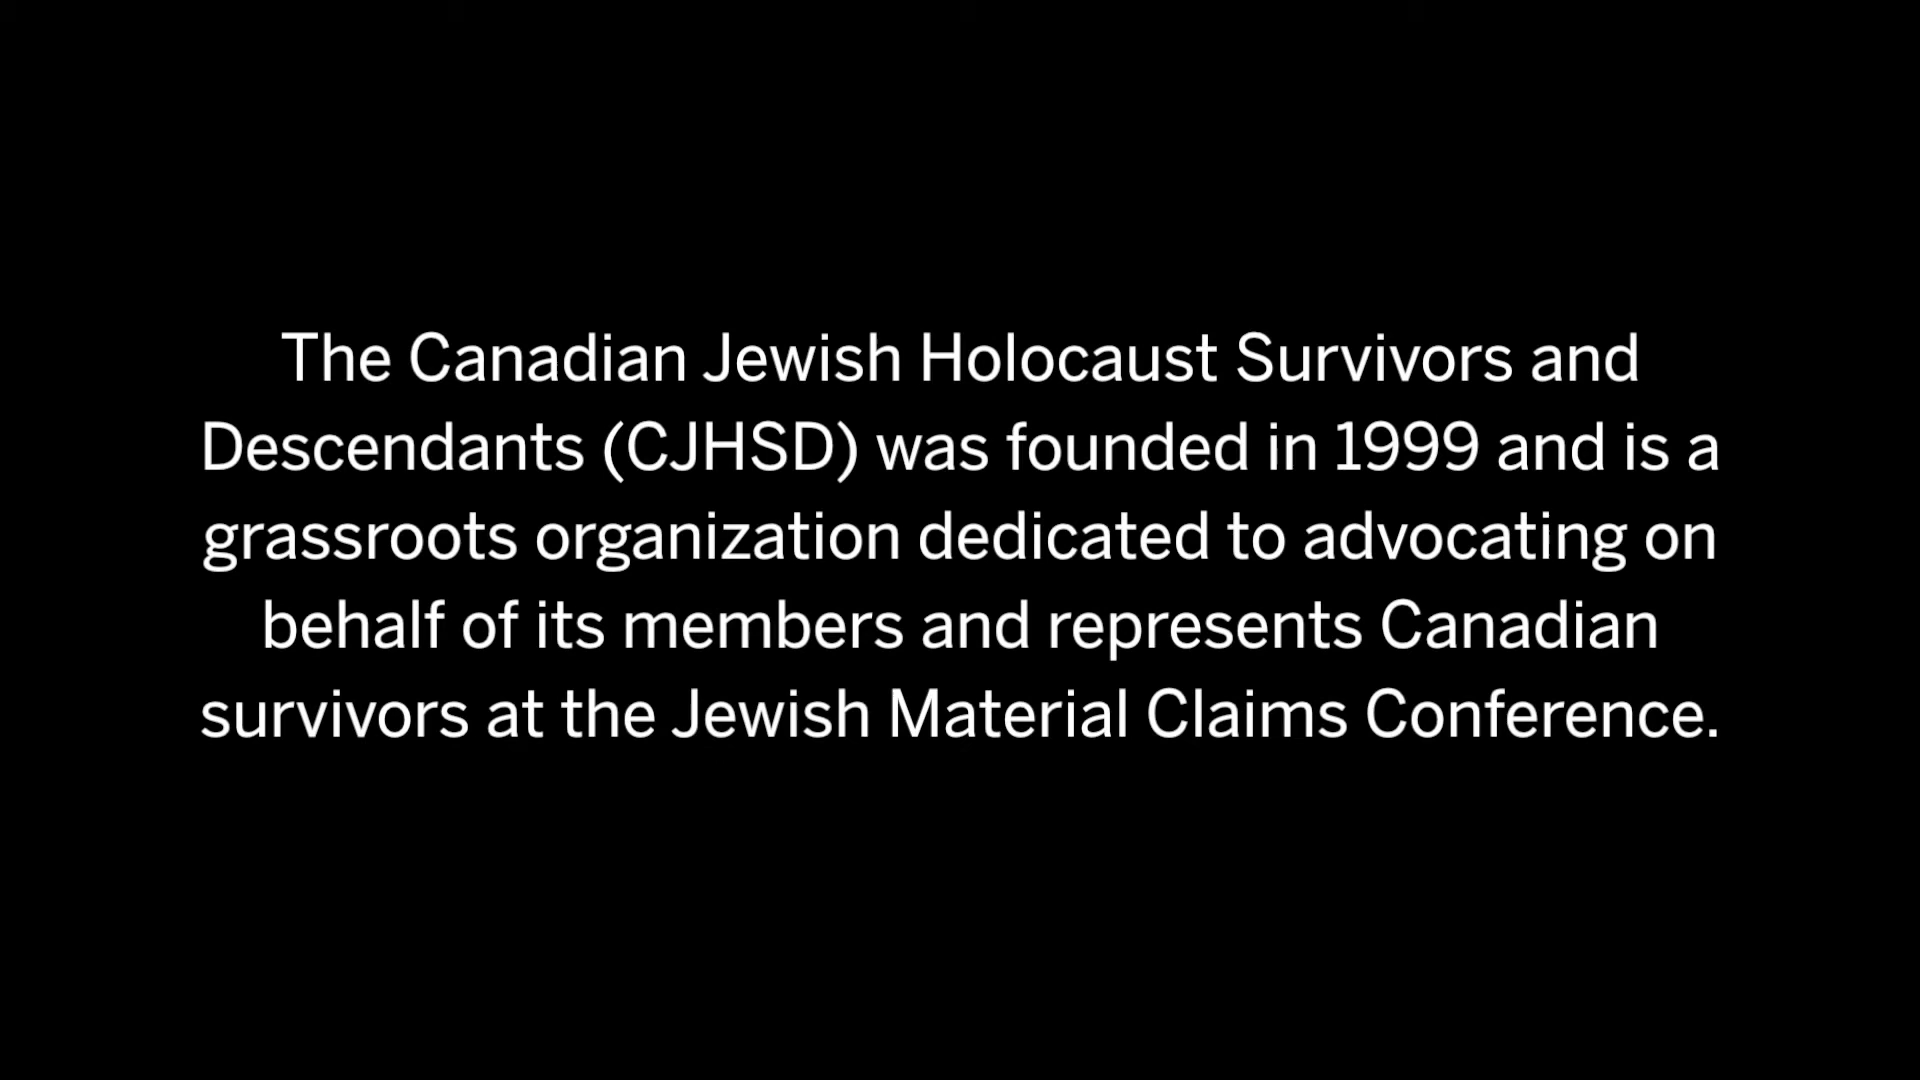 The Canadian Jewish Holocaust Survivors and
Descendants (CJHSD) was founded in 1999 and is a
grassroots organization dedicated to advocating on
behalf of its members and represents Canadian
survivors at the Jewish Material Claims Conference.